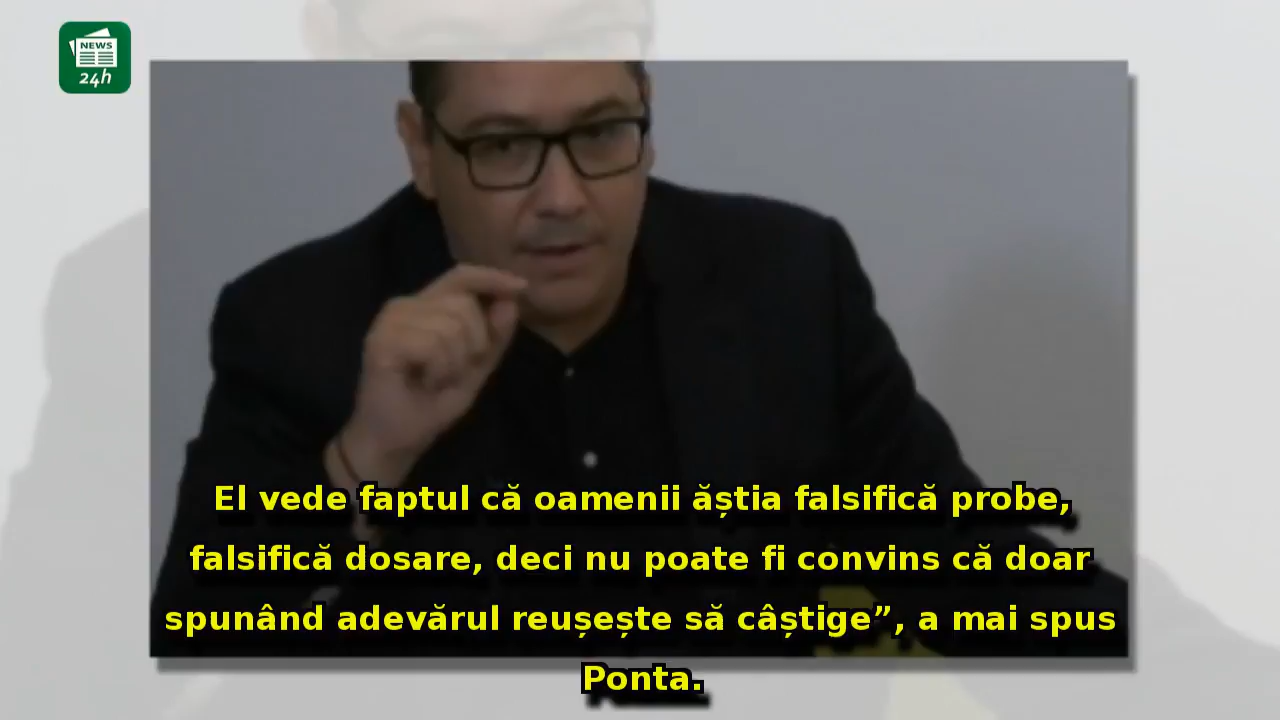 NEWS
24h
El vede faptul că oamenii ăștia falsifică probe,
falsifică dosare, deci nu poate fi convins că doar
spunând adevărul reușește să câștige”, a mai spus
Ponta.